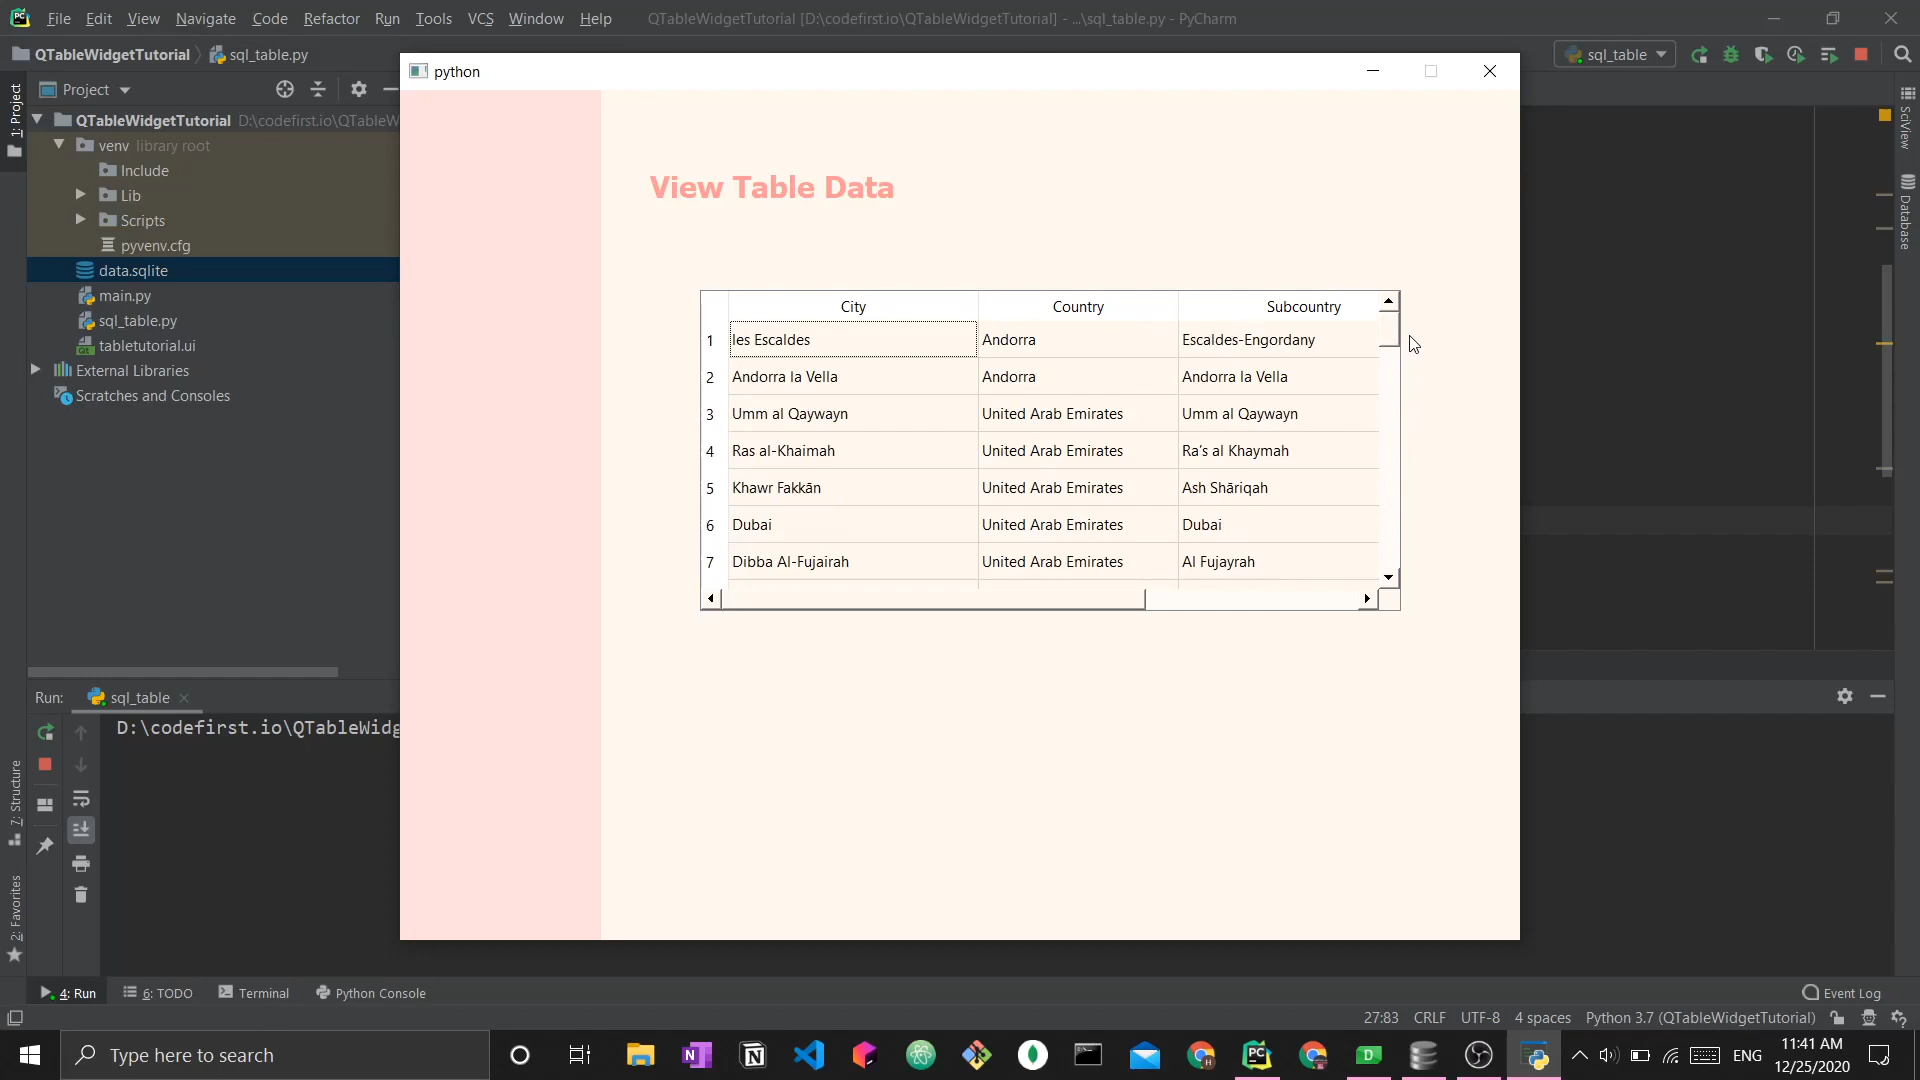 File Edit View Navigate Code Refactor Run Tools VCS Window Help QTableWidgetTutorial [D:\codefirst.io\QTableWidgetTutorial] - ...\sql_table.py - PyCharm
QTableWidgetTutorial sql_table.py
sql_table
1: Project
Project
QTableWidgetTutorial D:\codefirst.io\QTableW
venv library root
Include
Lib
Scripts
pyvenv.cfg
data.sqlite
main.py
sql_table.py
tabletutorial.ui
External Libraries
Scratches and Consoles
python
View Table Data
City Country Subcountry
1 les Escaldes Andorra Escaldes-Engordany
2 Andorra la Vella Andorra Andorra la Vella
3 Umm al Qaywayn United Arab Emirates Umm al Qaywayn
4 Ras al-Khaimah United Arab Emirates Ra’s al Khaymah
5 Khawr Fakkān United Arab Emirates Ash Shāriqah
6 Dubai United Arab Emirates Dubai
7 Dibba Al-Fujairah United Arab Emirates Al Fujayrah
SciView
Database
Run: sql_table
D:\codefirst.io\QTableWidg
7: Structure
2: Favorites
4: Run 6: TODO Terminal Python Console Event Log
27:83 CRLF UTF-8 4 spaces Python 3.7 (QTableWidgetTutorial)
Type here to search
ENG
11:41 AM
12/25/2020